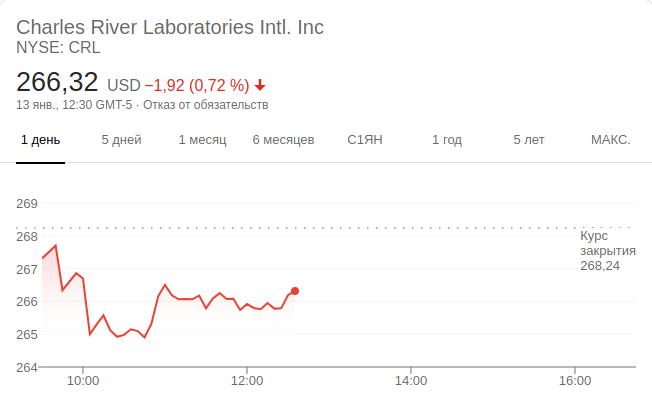 Charles River Laboratories Intl. Inc
NYSE: CRL
266,32 USD −1,92 (0,72 %)
13 янв., 12:30 GMT-5 · Отказ от обязательств
1 день 5 дней 1 месяц 6 месяцев С1ЯН 1 год 5 лет МАКС.
269
268
Курс
закрытия
268,24
267
266
265
264
10:00 12:00 14:00 16:00